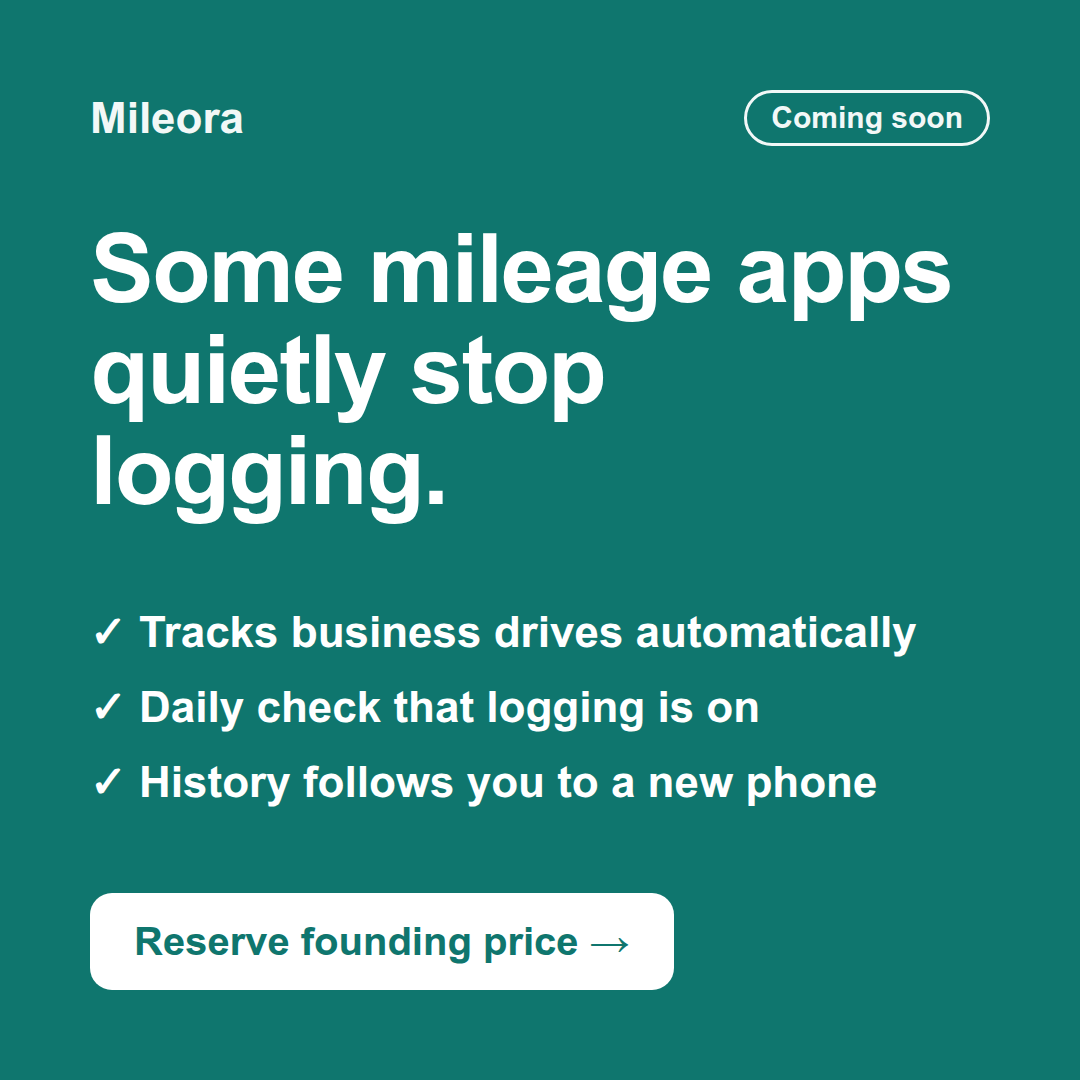 Mileora
Coming soon
Some mileage apps
quietly stop
logging.
✓ Tracks business drives automatically
✓ Daily check that logging is on
✓ History follows you to a new phone
Reserve founding price →